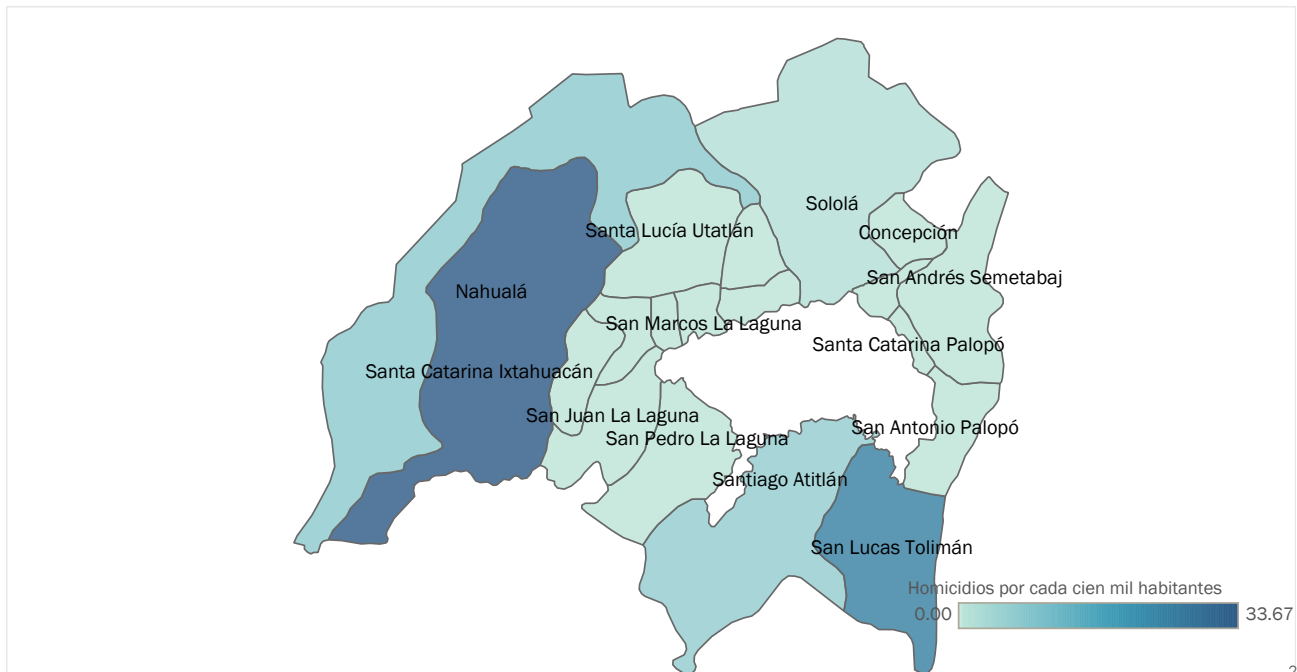 Sololá
Santa Lucía Utatlán
Concepción
San Andrés Semetabaj
Nahualá
San Marcos La Laguna
Santa Catarina Palopó
Santa Catarina Ixtahuacán
San Juan La Laguna
San Antonio Palopó
San Pedro La Laguna
Santiago Atitlán
San Lucas Tolimán
Homicidios por cada cien mil habitantes
0.00
33.67